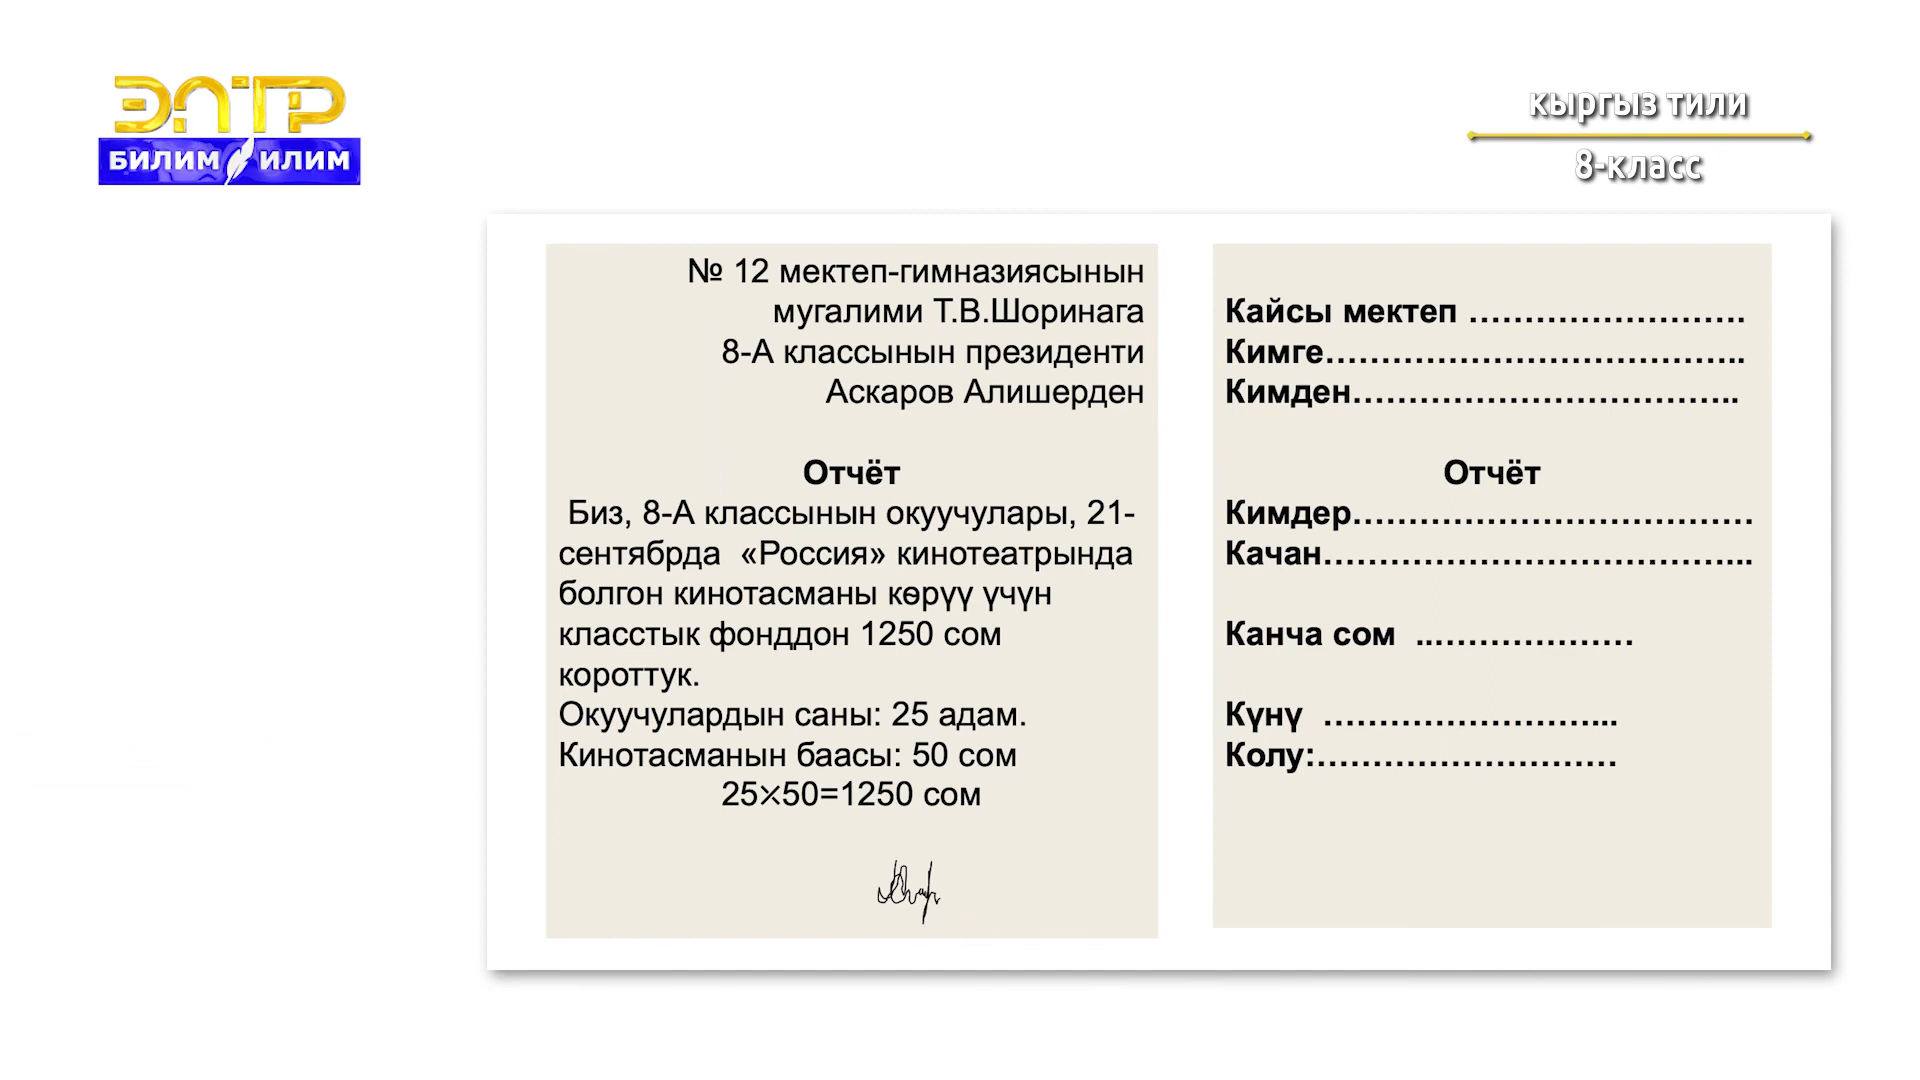 ЭЛТР
БИЛИМ ИЛИМ
кыргыз тили
8-класс
№ 12 мектеп-гимназиясынын
мугалими Т.В.Шоринага
8-А классынын президенти
Аскаров Алишерден
Отчёт
Биз, 8-А классынын окуучулары, 21-
сентябрда «Россия» кинотеатрында
болгон кинотасманы көрүү үчүн
класстык фонддон 1250 сом
короттук.
Окуучулардын саны: 25 адам.
Кинотасманын баасы: 50 сом
25×50=1250 сом
Кайсы мектеп …………………….
Кимге………………………………..
Кимден……………………………..
Отчёт
Кимдер………………………………
Качан………………………………...
Канча сом ..………………
Күнү ……………………...
Колу:………………………